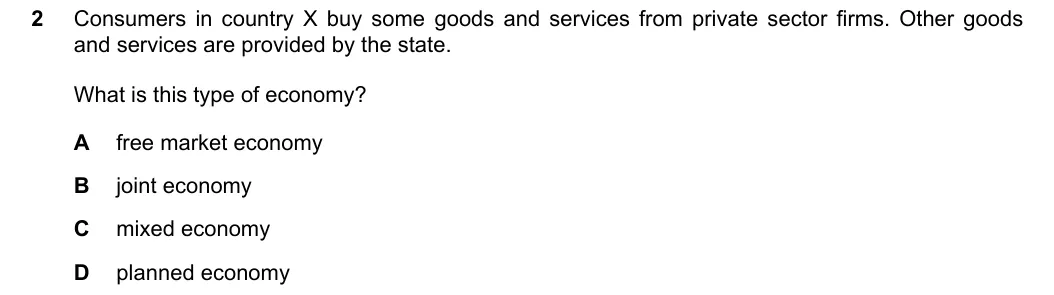 2 Consumers in country X buy some goods and services from private sector firms. Other goods
and services are provided by the state.
What is this type of economy?
A free market economy
B joint economy
C mixed economy
D planned economy